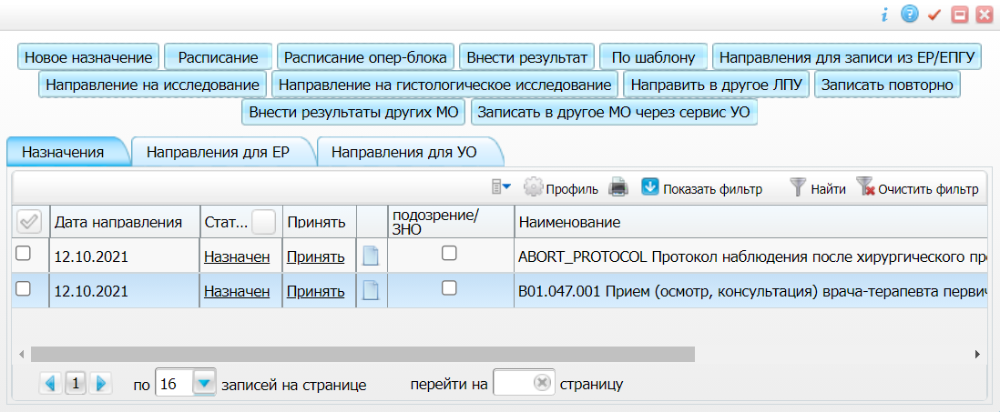 Новое назначение Расписание Расписание опер-блока Внести результат По шаблону Направления для записи из ЕР/ЕПГУ
Направление на исследование Направление на гистологическое исследование Направить в другое ЛПУ Записать повторно
Внести результаты других МО Записать в другое МО через сервис УО
Назначения Направления для ЕР Направления для УО
Профиль Показать фильтр Найти Очистить фильтр
Дата направления Стат... Принять подозрение/ЗНО Наименование
12.10.2021 Назначен Принять ABORT_PROTOCOL Протокол наблюдения после хирургического пре
12.10.2021 Назначен Принять B01.047.001 Прием (осмотр, консультация) врача-терапевта первич
1 по 16 записей на странице перейти на страницу